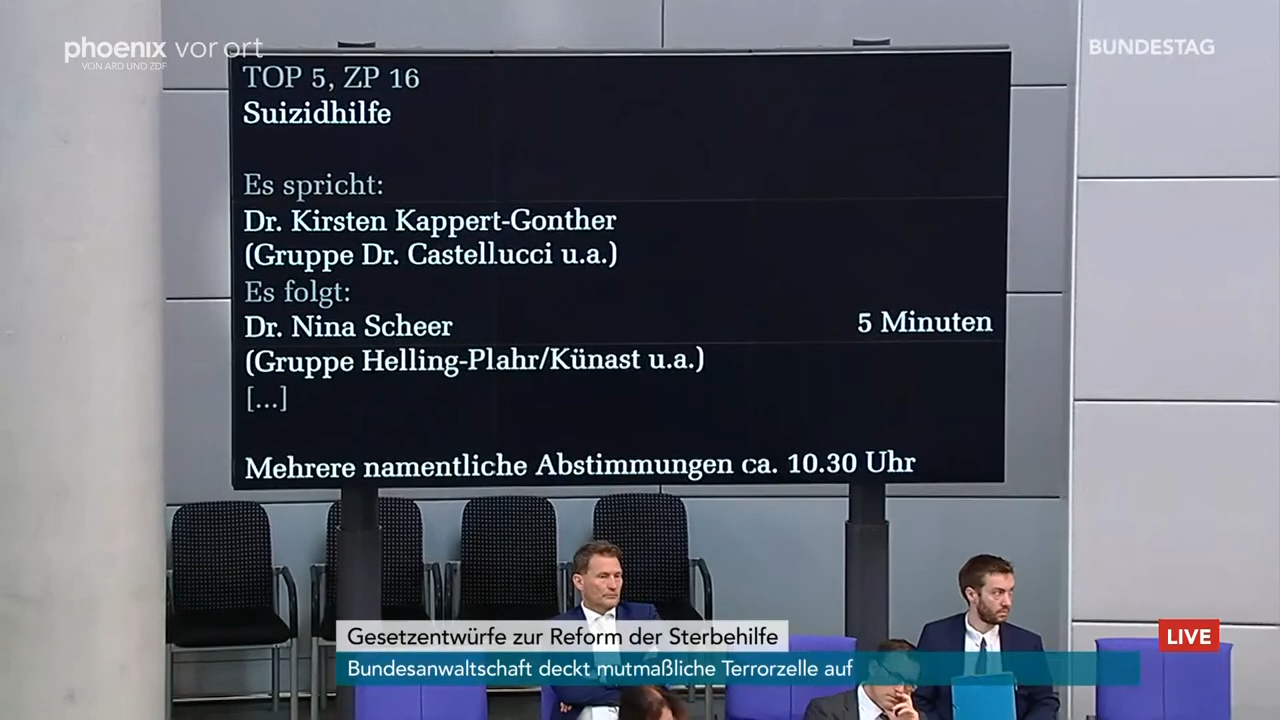 phoenix vor ort
VON ARD UND ZDF
BUNDESTAG
TOP 5, ZP 16
Suizidhilfe
Es spricht:
Dr. Kirsten Kappert-Gonther
(Gruppe Dr. Castellucci u.a.)
Es folgt:
Dr. Nina Scheer 5 Minuten
(Gruppe Helling-Plahr/Künast u.a.)
[...]
Mehrere namentliche Abstimmungen ca. 10.30 Uhr
Gesetzentwürfe zur Reform der Sterbehilfe
LIVE
Bundesanwaltschaft deckt mutmaßliche Terrorzelle auf